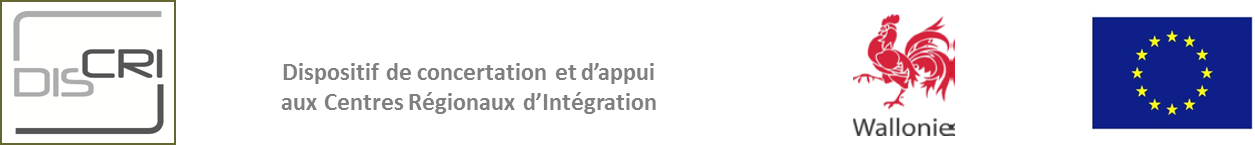 DISCRI
Dispositif de concertation et d'appui
aux Centres Régionaux d'Intégration
Wallonie